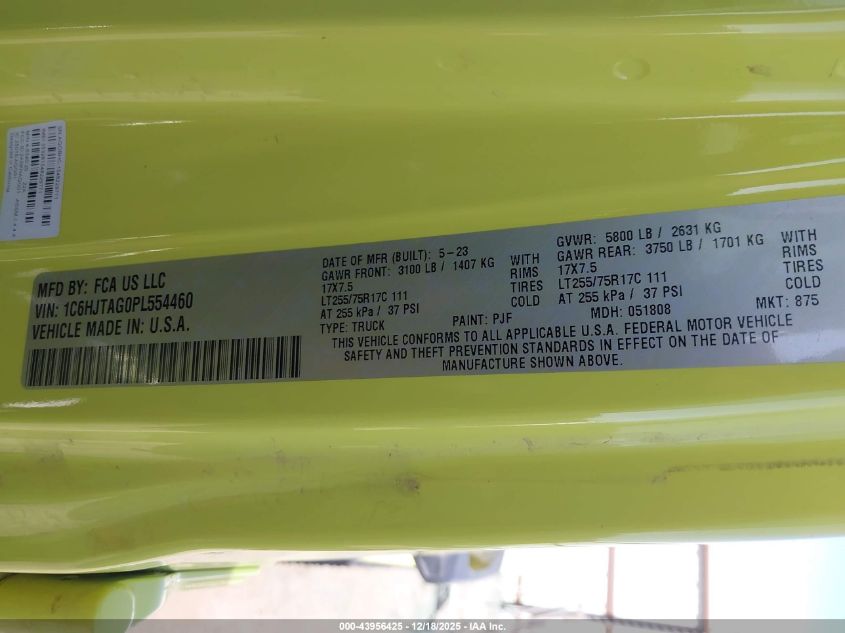 MFD BY: FCA US LLC
VIN: 1C6HJTAG0PL554460
VEHICLE MADE IN: U.S.A.
DATE OF MFR (BUILT): 5-23
GAWR FRONT: 3100 LB / 1407 KG WITH
17X7.5 RIMS
LT255/75R17C 111 TIRES
AT 255 kPa / 37 PSI COLD
TYPE: TRUCK PAINT: PJF
GVWR: 5800 LB / 2631 KG
GAWR REAR: 3750 LB / 1701 KG WITH
17X7.5 RIMS
LT255/75R17C 111 TIRES
AT 255 kPa / 37 PSI COLD
MDH: 051808 MKT: 875
THIS VEHICLE CONFORMS TO ALL APPLICABLE U.S.A. FEDERAL MOTOR VEHICLE
SAFETY AND THEFT PREVENTION STANDARDS IN EFFECT ON THE DATE OF
MANUFACTURE SHOWN ABOVE.
000-43956425 - 12/18/2025 - IAA Inc.